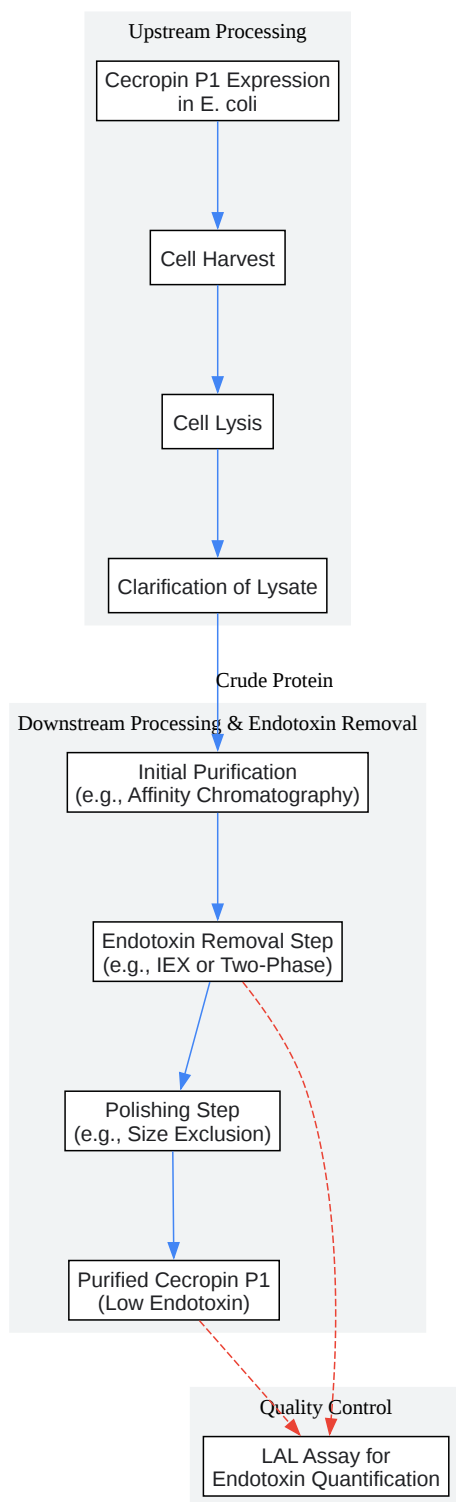 Upstream Processing
Cecropin P1 Expression
in E. coli
Cell Harvest
Cell Lysis
Clarification of Lysate
Crude Protein
Downstream Processing & Endotoxin Removal
Initial Purification
(e.g., Affinity Chromatography)
Endotoxin Removal Step
(e.g., IEX or Two-Phase)
Polishing Step
(e.g., Size Exclusion)
Purified Cecropin P1
(Low Endotoxin)
Quality Control
LAL Assay for
Endotoxin Quantification